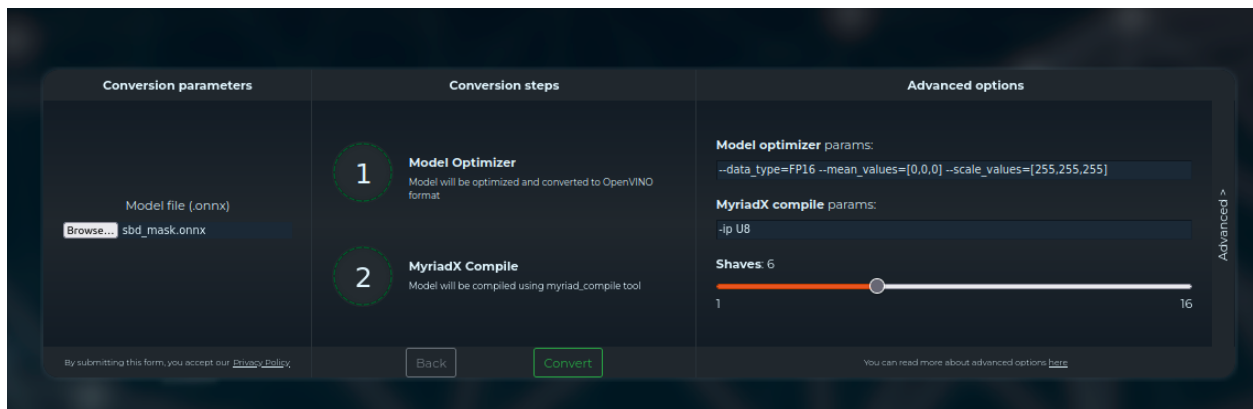 Conversion parameters
Model file (.onnx)
Browse... sbd_mask.onnx
By submitting this form, you accept our Privacy Policy
Conversion steps
1
Model Optimizer
Model will be optimized and converted to OpenVINO
format
2
MyriadX Compile
Model will be compiled using myriad_compile tool
Back
Convert
Advanced options
Model optimizer params:
--data_type=FP16 --mean_values=[0,0,0] --scale_values=[255,255,255]
MyriadX compile params:
-ip U8
Shaves: 6
1 16
You can read more about advanced options here
Advanced >